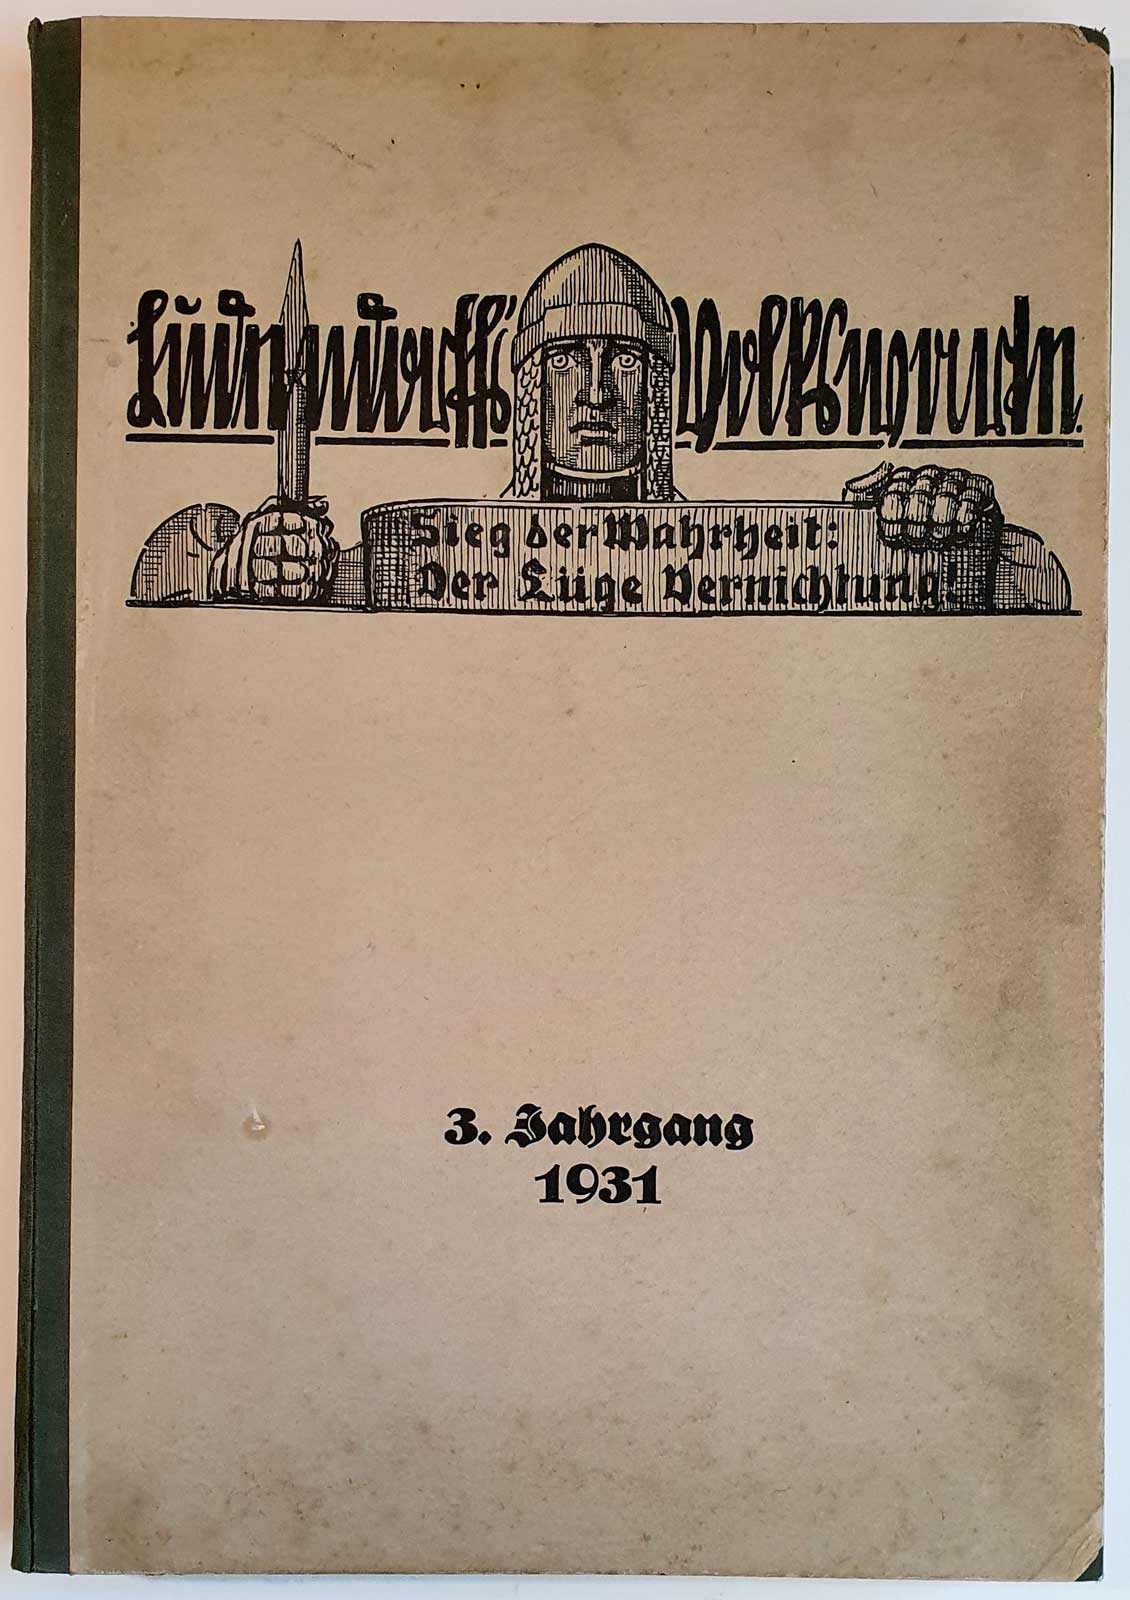 Ludendorffs Volkswarte
Sieg der Wahrheit:
Der Lüge Vernichtung!
3. Jahrgang
1931